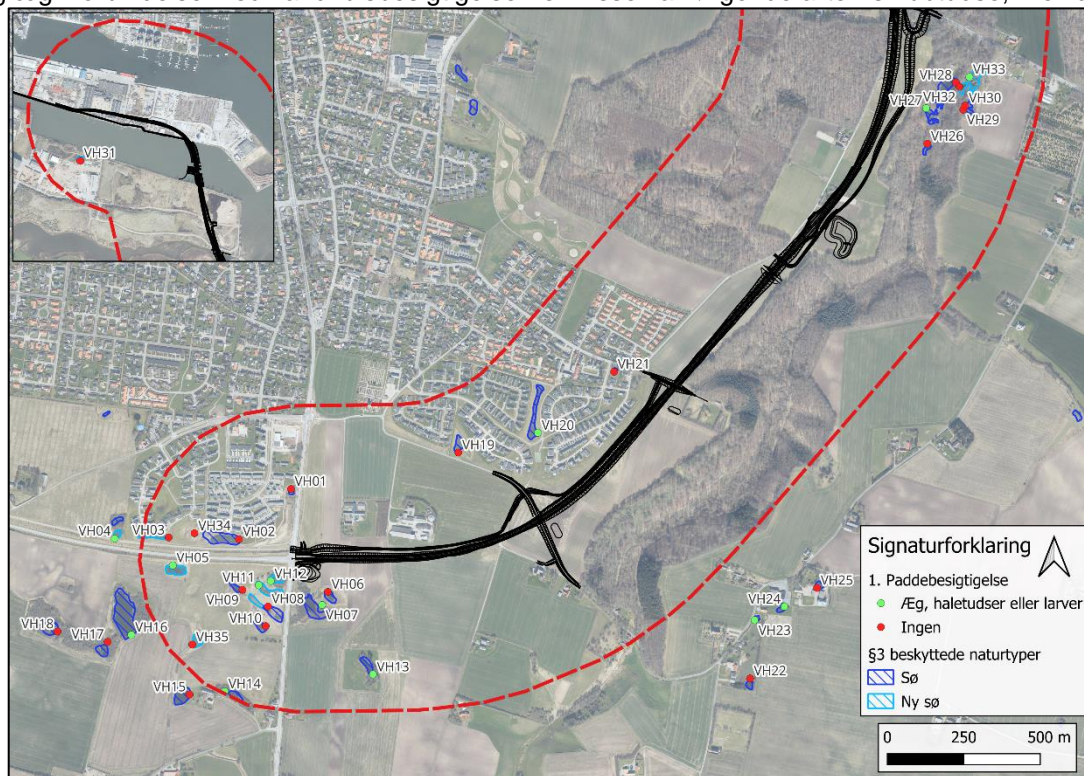 VH31
VH28
VH33
VH27
VH32
VH30
VH29
VH26
VH21
VH20
VH19
VH01
VH04
VH03
VH34
VH02
VH05
VH11
VH12
VH06
VH09
VH08
VH07
VH10
VH18
VH17
VH16
VH35
VH13
VH15
VH14
VH25
VH24
VH23
VH22
Signaturforklaring
1. Paddebesigtigelse
Æg, haletudser eller larver
Ingen
§3 beskyttede naturtyper
Sø
Ny sø
0 250 500 m